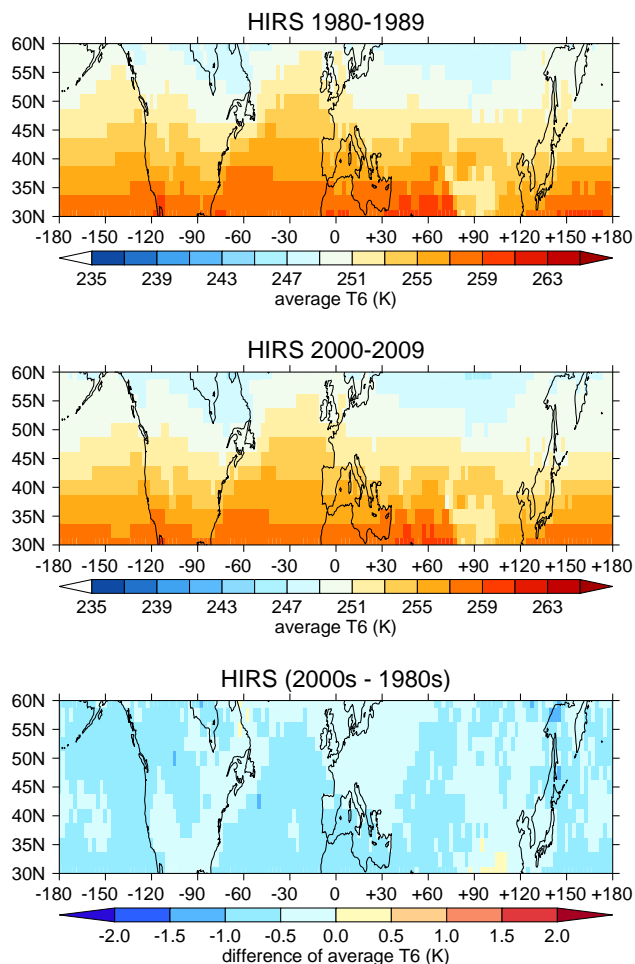 HIRS 1980-1989
60N
55N
50N
45N
40N
35N
30N
-180 -150 -120 -90 -60 -30 0 +30 +60 +90 +120 +150 +180
235 239 243 247 251 255 259 263
average T6 (K)
HIRS 2000-2009
60N
55N
50N
45N
40N
35N
30N
-180 -150 -120 -90 -60 -30 0 +30 +60 +90 +120 +150 +180
235 239 243 247 251 255 259 263
average T6 (K)
HIRS (2000s - 1980s)
60N
55N
50N
45N
40N
35N
30N
-180 -150 -120 -90 -60 -30 0 +30 +60 +90 +120 +150 +180
-2.0 -1.5 -1.0 -0.5 0.0 0.5 1.0 1.5 2.0
difference of average T6 (K)